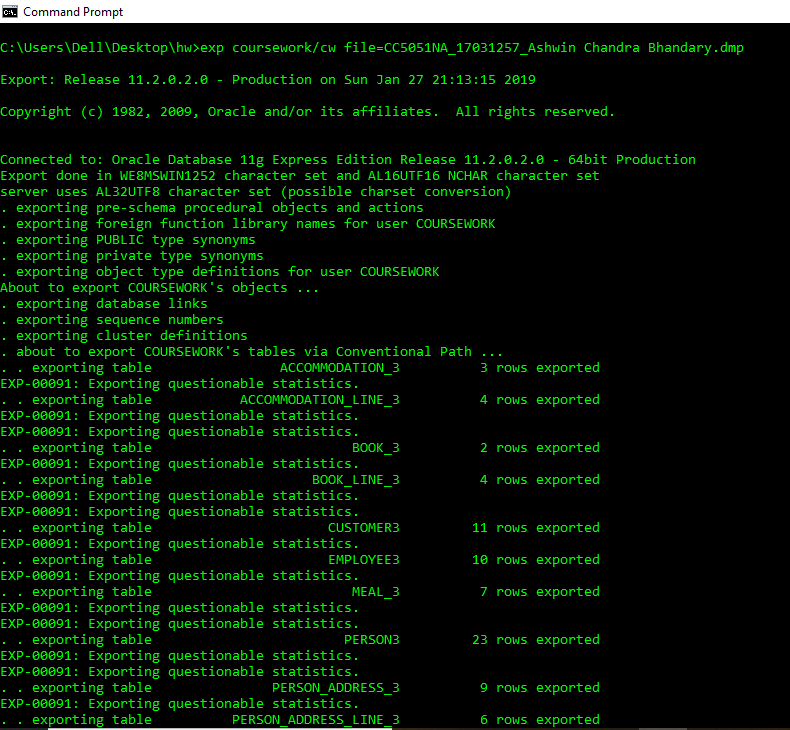 Command Prompt
C:\Users\Dell\Desktop\hw>exp coursework/cw file=CC5051NA_17031257_Ashwin Chandra Bhandary.dmp
Export: Release 11.2.0.2.0 - Production on Sun Jan 27 21:13:15 2019
Copyright (c) 1982, 2009, Oracle and/or its affiliates.  All rights reserved.
Connected to: Oracle Database 11g Express Edition Release 11.2.0.2.0 - 64bit Production
Export done in WE8MSWIN1252 character set and AL16UTF16 NCHAR character set
server uses AL32UTF8 character set (possible charset conversion)
. exporting pre-schema procedural objects and actions
. exporting foreign function library names for user COURSEWORK
. exporting PUBLIC type synonyms
. exporting private type synonyms
. exporting object type definitions for user COURSEWORK
About to export COURSEWORK's objects ...
. exporting database links
. exporting sequence numbers
. exporting cluster definitions
. about to export COURSEWORK's tables via Conventional Path ...
. . exporting table                ACCOMMODATION_3          3 rows exported
EXP-00091: Exporting questionable statistics.
. . exporting table           ACCOMMODATION_LINE_3          4 rows exported
EXP-00091: Exporting questionable statistics.
EXP-00091: Exporting questionable statistics.
. . exporting table                         BOOK_3          2 rows exported
EXP-00091: Exporting questionable statistics.
. . exporting table                    BOOK_LINE_3          4 rows exported
EXP-00091: Exporting questionable statistics.
EXP-00091: Exporting questionable statistics.
. . exporting table                      CUSTOMER3         11 rows exported
EXP-00091: Exporting questionable statistics.
. . exporting table                      EMPLOYEE3         10 rows exported
EXP-00091: Exporting questionable statistics.
. . exporting table                         MEAL_3          7 rows exported
EXP-00091: Exporting questionable statistics.
EXP-00091: Exporting questionable statistics.
. . exporting table                        PERSON3         23 rows exported
EXP-00091: Exporting questionable statistics.
EXP-00091: Exporting questionable statistics.
. . exporting table               PERSON_ADDRESS_3          9 rows exported
EXP-00091: Exporting questionable statistics.
. . exporting table          PERSON_ADDRESS_LINE_3          6 rows exported